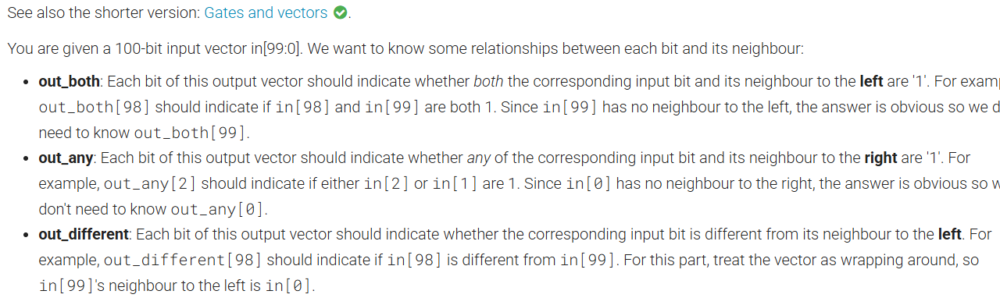 See also the shorter version: Gates and vectors.
You are given a 100-bit input vector in[99:0]. We want to know some relationships between each bit and its neighbour:
• out_both: Each bit of this output vector should indicate whether both the corresponding input bit and its neighbour to the left are '1'. For
out_both[98] should indicate if in[98] and in[99] are both 1. Since in[99] has no neighbour to the left, the answer is obvious so we
need to know out_both[99].
• out_any: Each bit of this output vector should indicate whether any of the corresponding input bit and its neighbour to the right are '1'. For
example, out_any[2] should indicate if either in[2] or in[1] are 1. Since in[0] has no neighbour to the right, the answer is obvious so
don't need to know out_any[0].
• out_different: Each bit of this output vector should indicate whether the corresponding input bit is different from its neighbour to the left. For
example, out_different[98] should indicate if in[98] is different from in[99]. For this part, treat the vector as wrapping around, so
in[99]'s neighbour to the left is in[0].